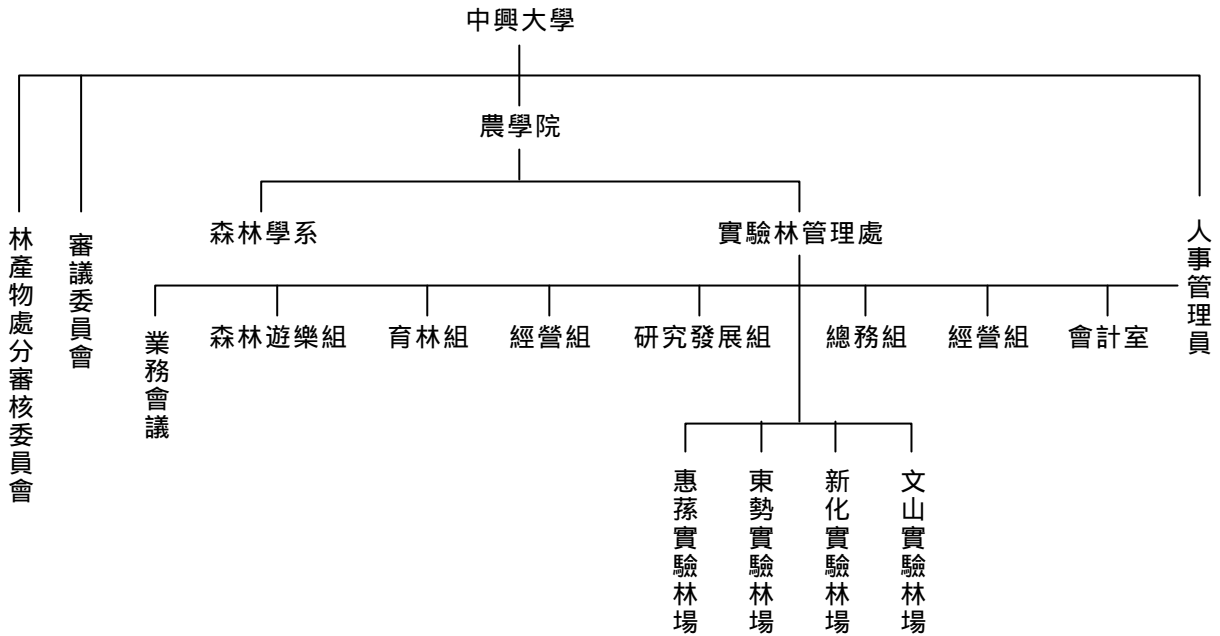 中興大學
農學院
森林學系
實驗林管理處
林產物處分審核委員會
審議委員會
人事管理員
業務會議
森林遊樂組
育林組
經營組
研究發展組
總務組
經營組
會計室
惠蓀實驗林場
東勢實驗林場
新化實驗林場
文山實驗林場